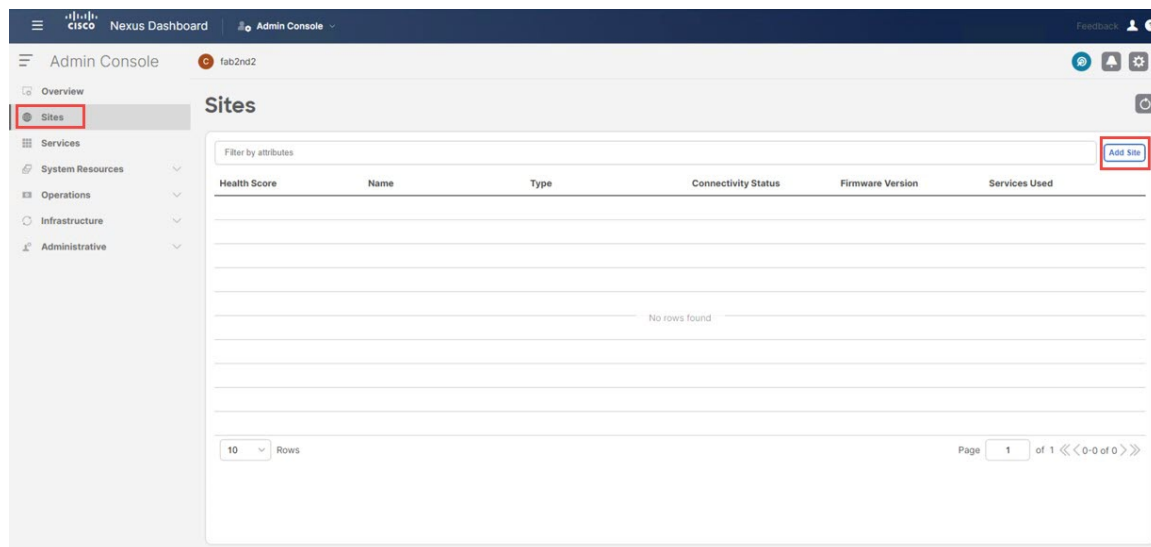 CISCO Nexus Dashboard Admin Console Feedback
Admin Console C fab2nd2
Overview
Sites
Services
System Resources
Operations
Infrastructure
Administrative
Sites
Filter by attributes Add Site
Health Score Name Type Connectivity Status Firmware Version Services Used
No rows found
10 Rows Page 1 of 1 0-0 of 0